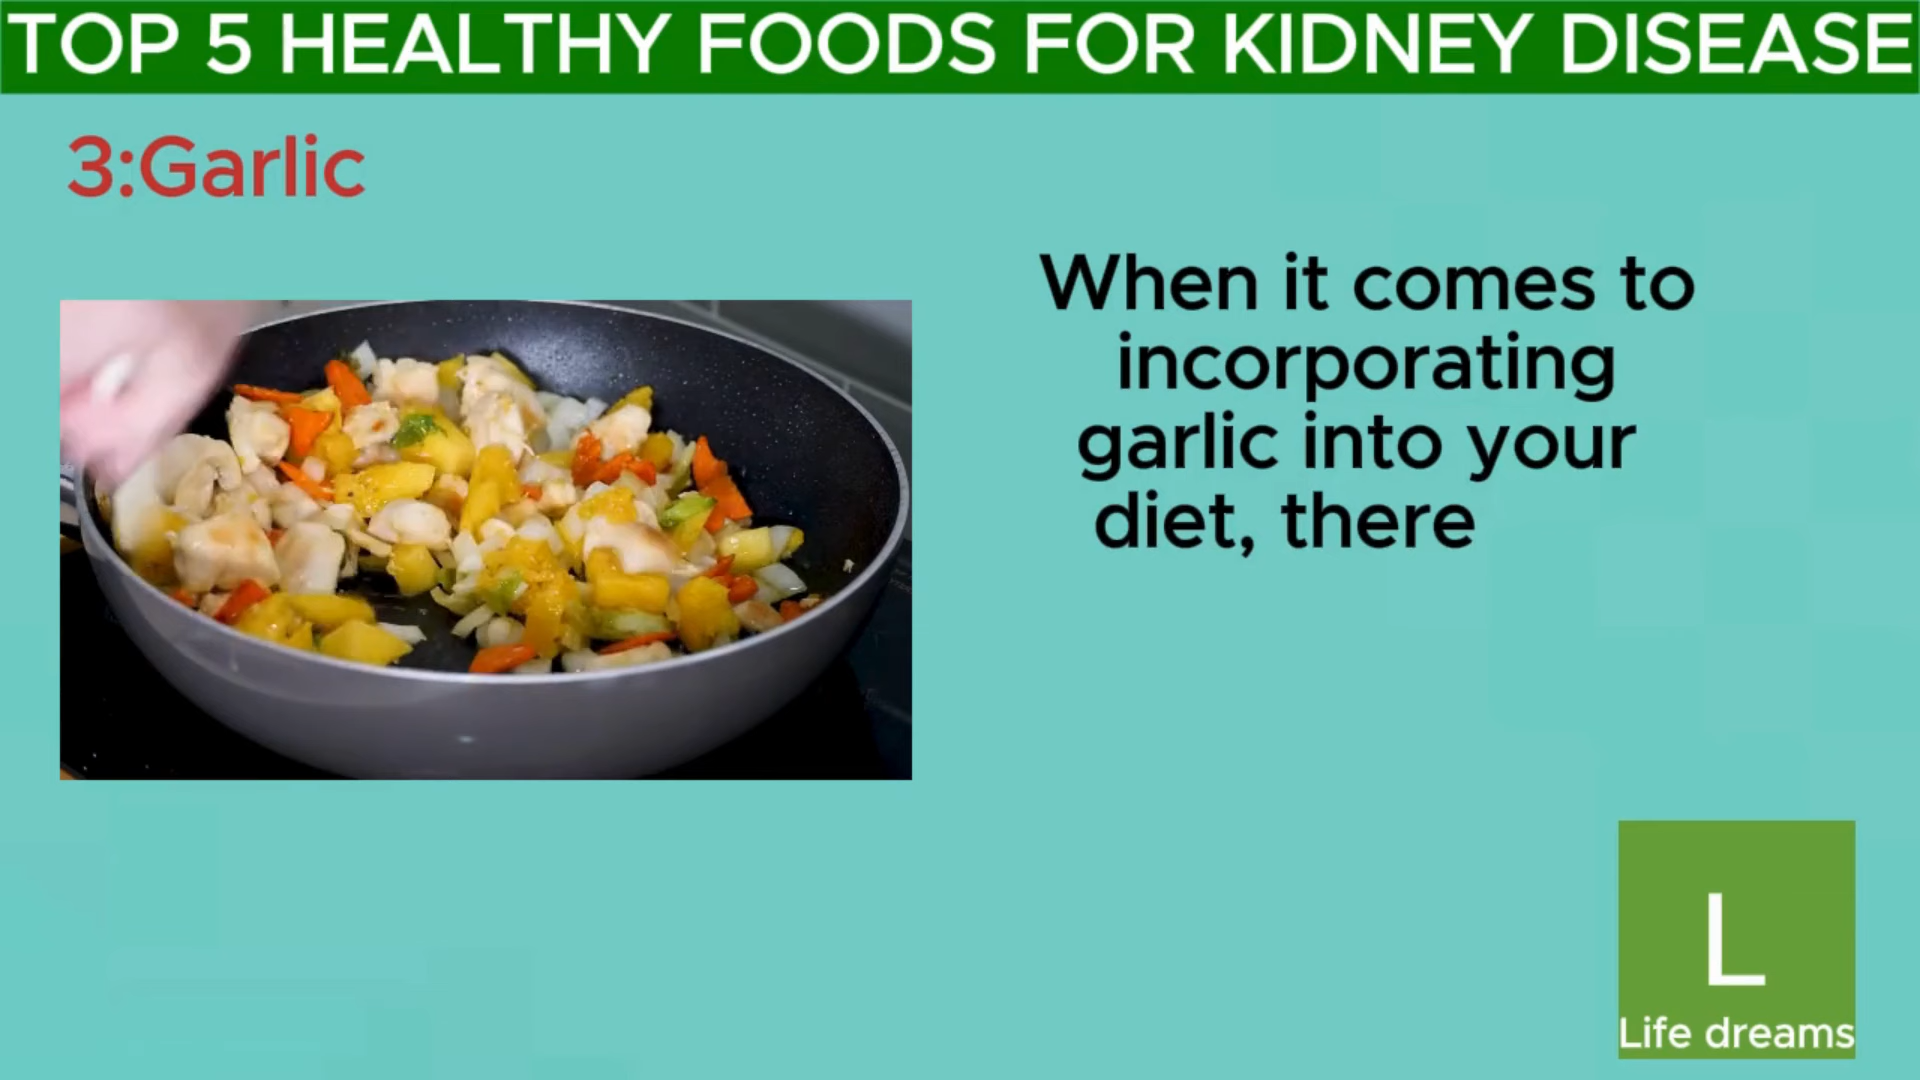 TOP 5 HEALTHY FOODS FOR KIDNEY DISEASE
3:Garlic
When it comes to
incorporating
garlic into your
diet, there
L
Life dreams